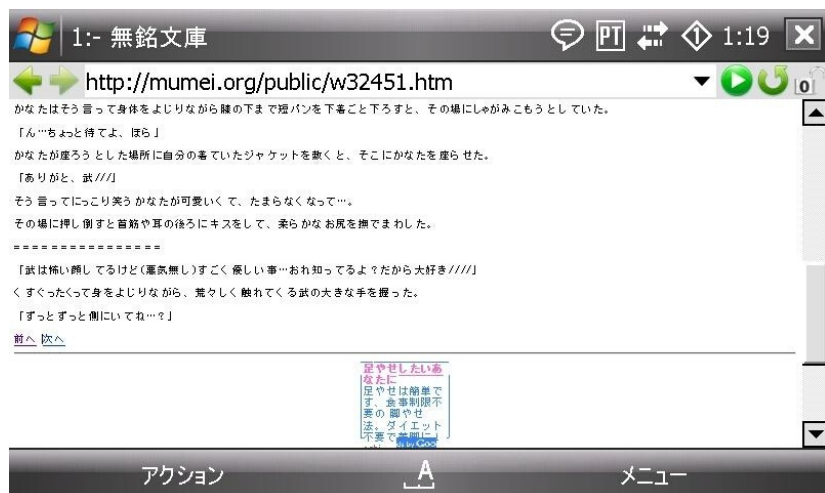 1:- 無銘文庫
PT
1:19
http://mumei.org/public/w32451.htm
かなたはそう言って身体をよじりながら膝の下まで短パンを下着ごと下ろすと、その場にしゃがみこもうとしていた。
「ん…ちょっと待てよ、ほら」
かなたが座ろうとした場所に自分の着ていたジャケットを敷くと、そこにかなたを座らせた。
「ありがと、武///」
そう言ってにっこり笑うかなたが可愛いくて、たまらなくなって…。
その場に押し倒すと首筋や耳の後ろにキスをして、柔らかなお尻を撫でまわした。
================
「武は怖い顔してるけど(悪気無し)すごく優しい事…おれ知ってるよ？だから大好き////」
くすぐったくって身をよじりながら、荒々しく触れてくる武の大きな手を握った。
「ずっとずっと側にいてね…？」
前へ 次へ
足やせしたいあ
なたに
足やせは簡単で
す、食事制限不
要の 脚やせ
法。ダイエット
アクション
A
メニュー